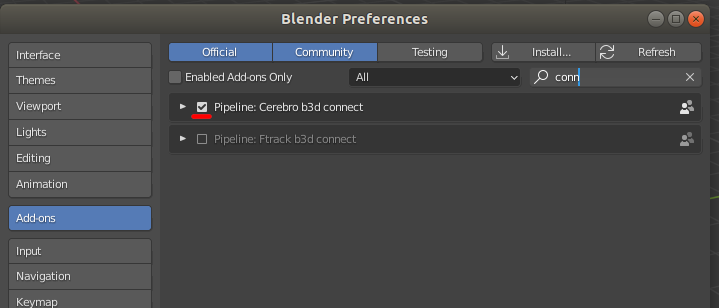 Blender Preferences
Interface
Themes
Viewport
Lights
Editing
Animation
Add-ons
Input
Navigation
Keymap
Official Community Testing Install... Refresh
Enabled Add-ons Only All conn
Pipeline: Cerebro b3d connect
Pipeline: Ftrack b3d connect